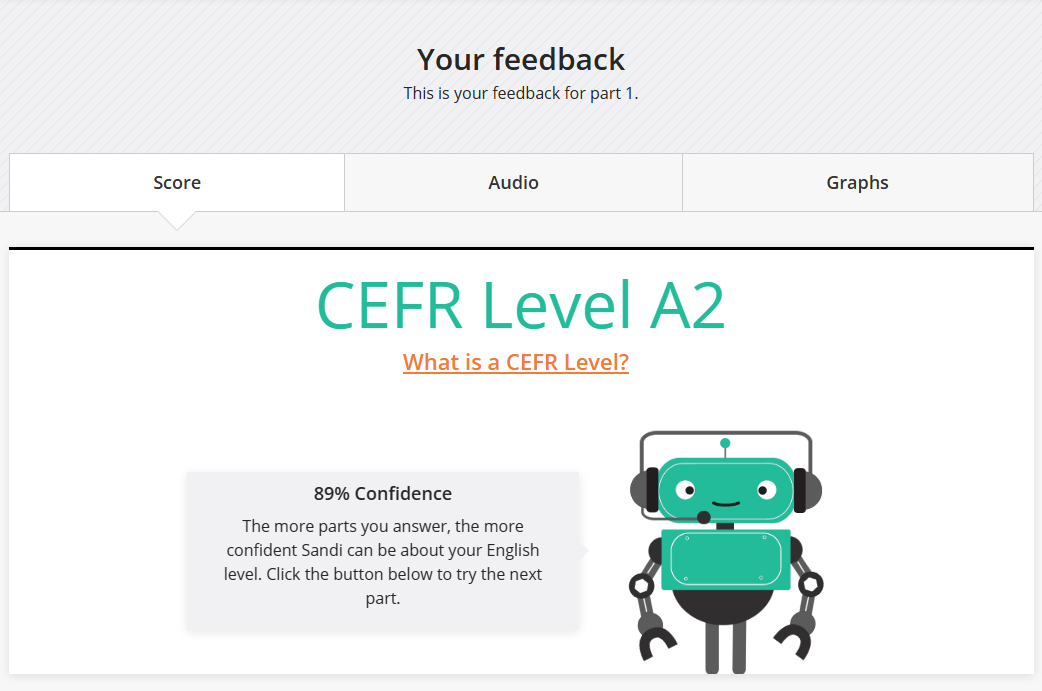 Your feedback
This is your feedback for part 1.
Score
Audio
Graphs
CEFR Level A2
What is a CEFR Level?
89% Confidence
The more parts you answer, the more
confident Sandi can be about your English
level. Click the button below to try the next
part.